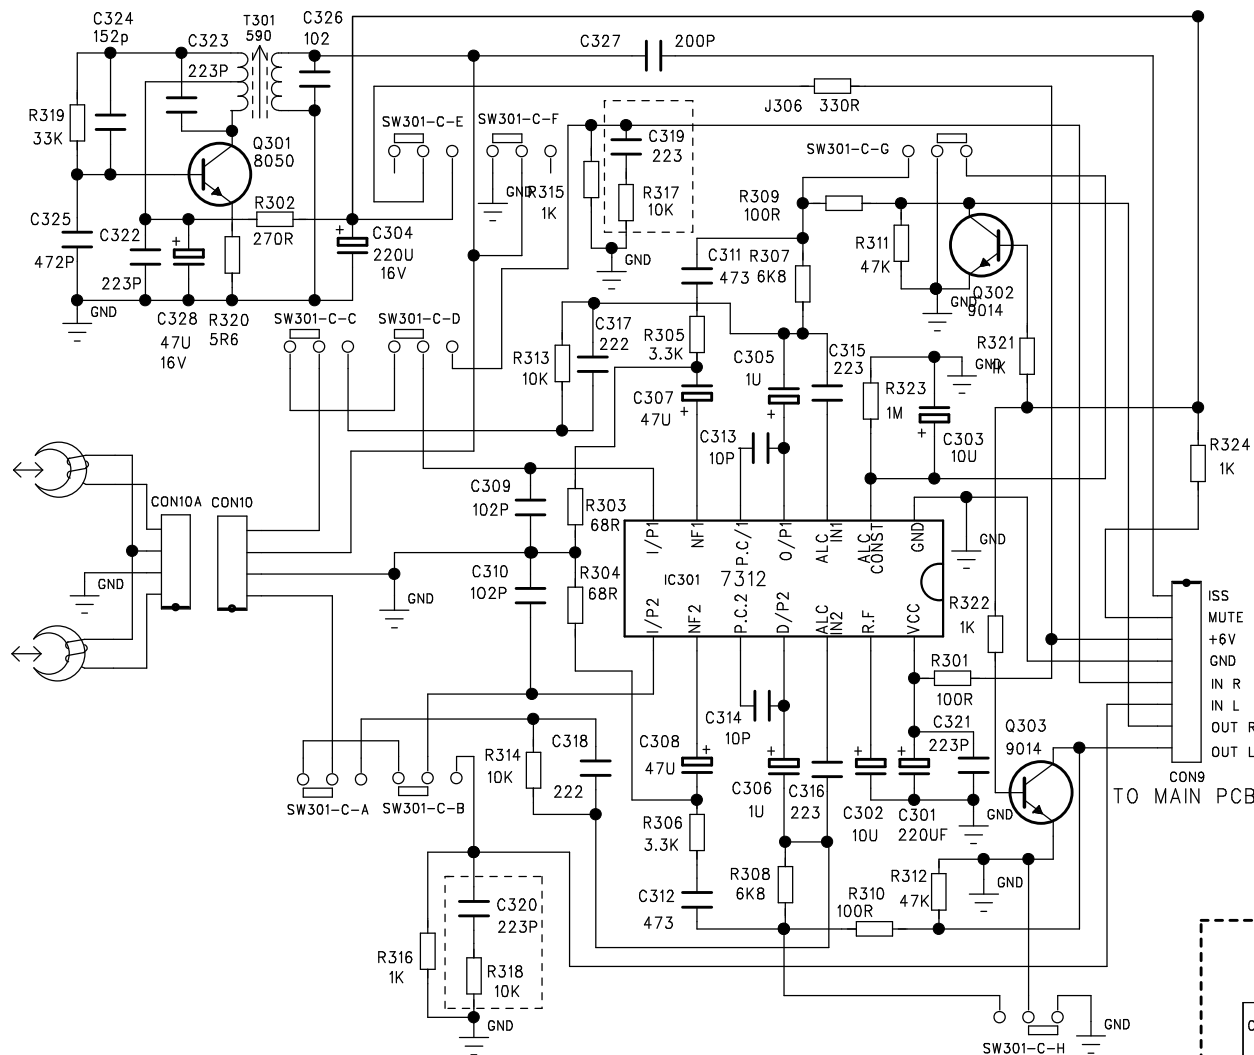 C324
152p
C323
223P
T301
590
C326
102
C327
200P
J306
330R
R319
33K
Q301
8050
SW301-C-E
SW301-C-F
C319
223
SW301-C-G
GND
R315
1K
R317
10K
R309
100R
C325
472P
C322
223P
R302
270R
C304
220U
16V
GND
C311
473
R307
6K8
R311
47K
GND
Q302
9014
GND
C328
47U
16V
R320
5R6
SW301-C-C
SW301-C-D
R313
10K
C317
222
R305
3.3K
C305
1U
C315
223
R321
1K
GND
C307
47U
R323
1M
C303
10U
C313
10P
R324
1K
CON10A
CON10
C309
102P
R303
68R
I/P1
NF1
P.C/1
O/P1
ALC
IN1
ALC
CONST
GND
GND
IC301
7312
GND
GND
C310
102P
R304
68R
I/P2
NF2
P.C.2
D/P2
ALC
IN2
R.F
VCC
R322
1K
ISS
MUTE
+6V
GND
IN R
IN L
OUT R
OUT L
CON9
TO MAIN PCB
R301
100R
C314
10P
C321
223P
Q303
9014
R314
10K
C318
222
C308
47U
C306
1U
C316
223
C302
10U
C301
220UF
GND
SW301-C-A
SW301-C-B
R306
3.3K
R308
6K8
R310
100R
R312
47K
GND
C312
473
C320
223P
R316
1K
R318
10K
GND
GND
SW301-C-H